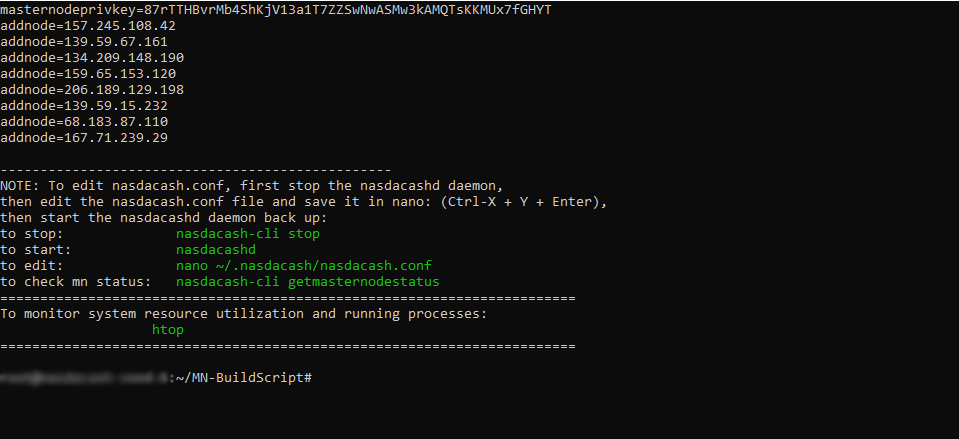 masternodeprivkey=87rTTHBvrMb4ShKjV13a1T7ZZSwNwASMw3kAMQTsKKMUx7fGHYT
addnode=157.245.108.42
addnode=139.59.67.161
addnode=134.209.148.190
addnode=159.65.153.120
addnode=206.189.129.198
addnode=139.59.15.232
addnode=68.183.87.110
addnode=167.71.239.29
-------------------------------------------------
NOTE: To edit nasdacash.conf, first stop the nasdacashd daemon,
then edit the nasdacash.conf file and save it in nano: (Ctrl-X + Y + Enter),
then start the nasdacashd daemon back up:
to stop: nasdacash-cli stop
to start: nasdacashd
to edit: nano ~/.nasdacash/nasdacash.conf
to check mn status: nasdacash-cli getmasternodestatus
========================================================================
To monitor system resource utilization and running processes:
htop
========================================================================
:~/MN-BuildScript#